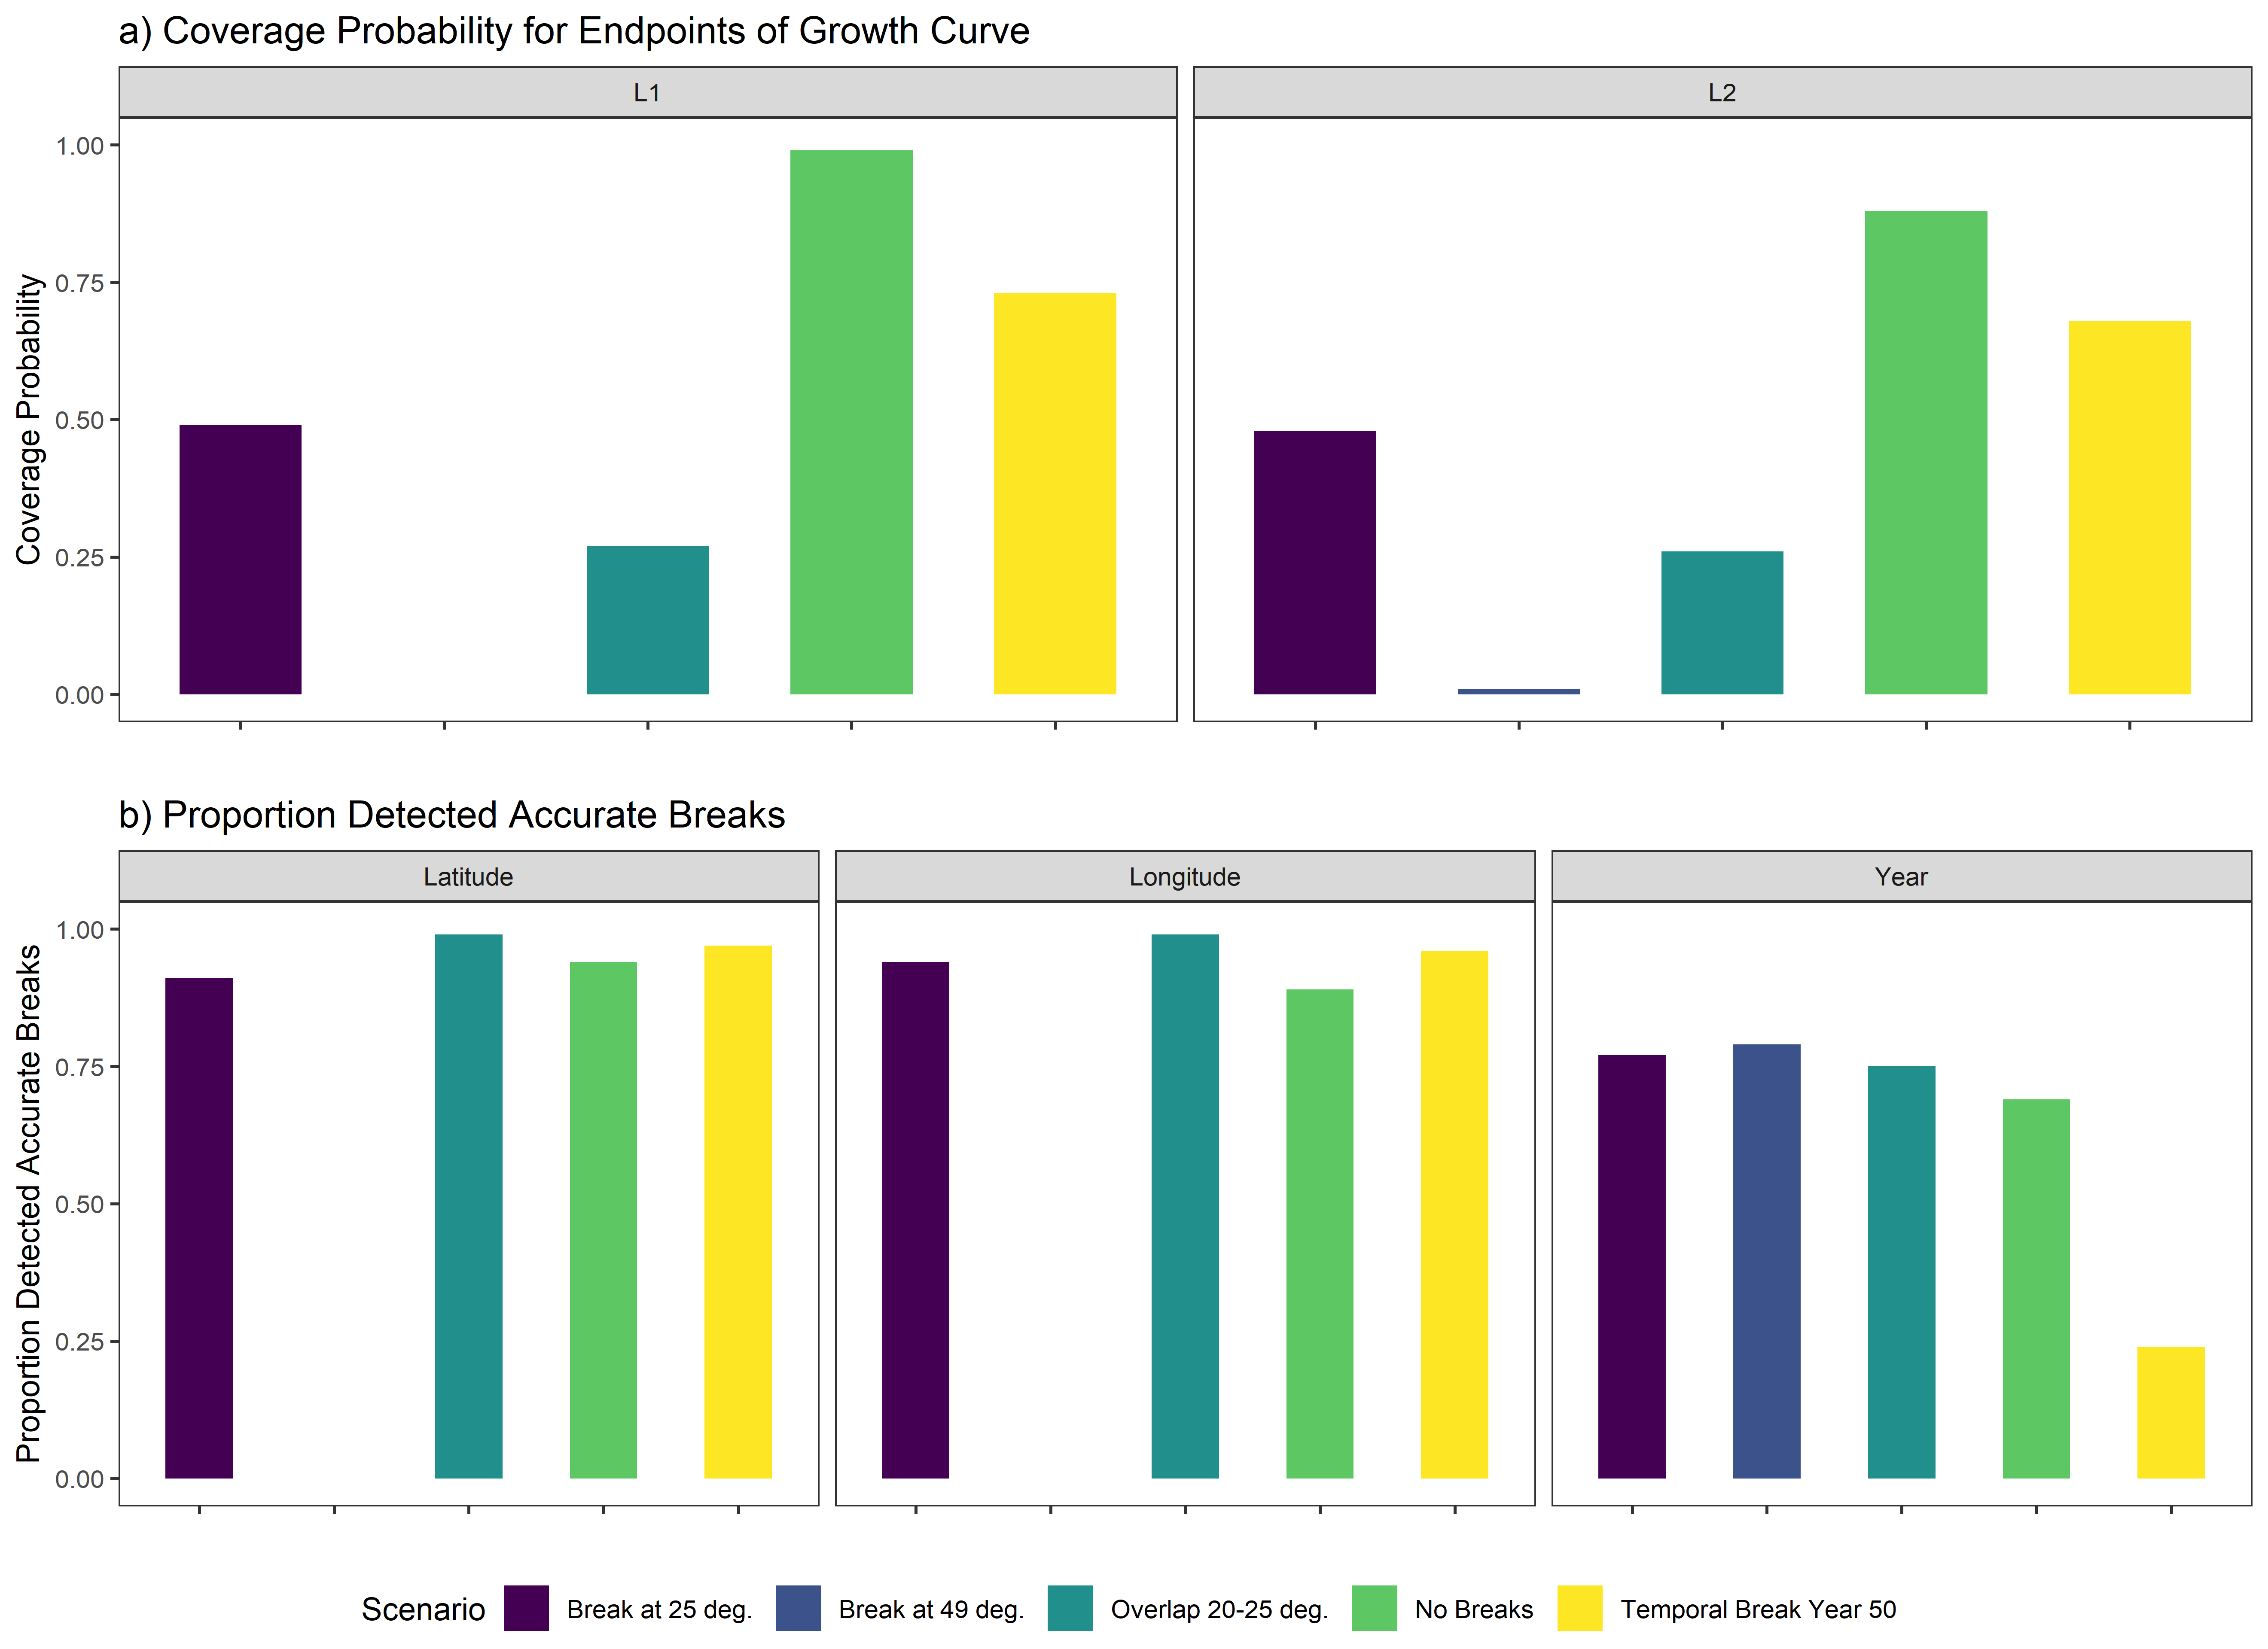 a) Coverage Probability for Endpoints of Growth Curve
L1
L2
Coverage Probability
1.00
0.75
0.50
0.25
0.00
b) Proportion Detected Accurate Breaks
Latitude
Longitude
Year
Proportion Detected Accurate Breaks
1.00
0.75
0.50
0.25
0.00
Scenario Break at 25 deg. Break at 49 deg. Overlap 20-25 deg. No Breaks Temporal Break Year 50